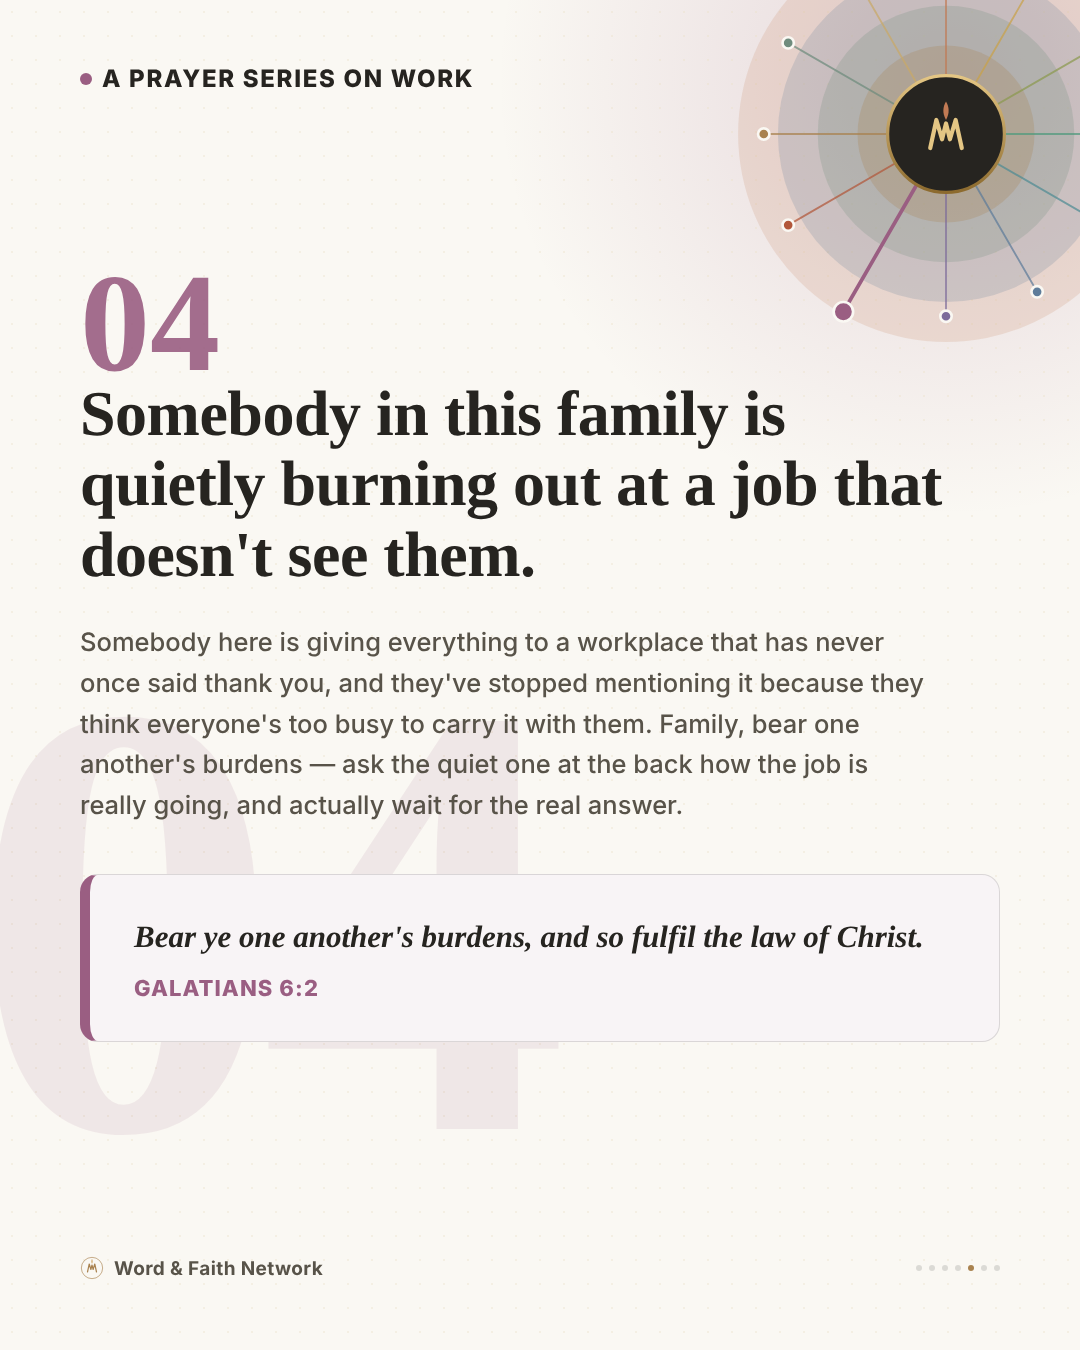 A PRAYER SERIES ON WORK
04
Somebody in this family is
quietly burning out at a job that
doesn't see them.
Somebody here is giving everything to a workplace that has never
once said thank you, and they've stopped mentioning it because they
think everyone's too busy to carry it with them. Family, bear one
another's burdens — ask the quiet one at the back how the job is
really going, and actually wait for the real answer.
04
Bear ye one another's burdens, and so fulfil the law of Christ.
GALATIANS 6:2
Word & Faith Network